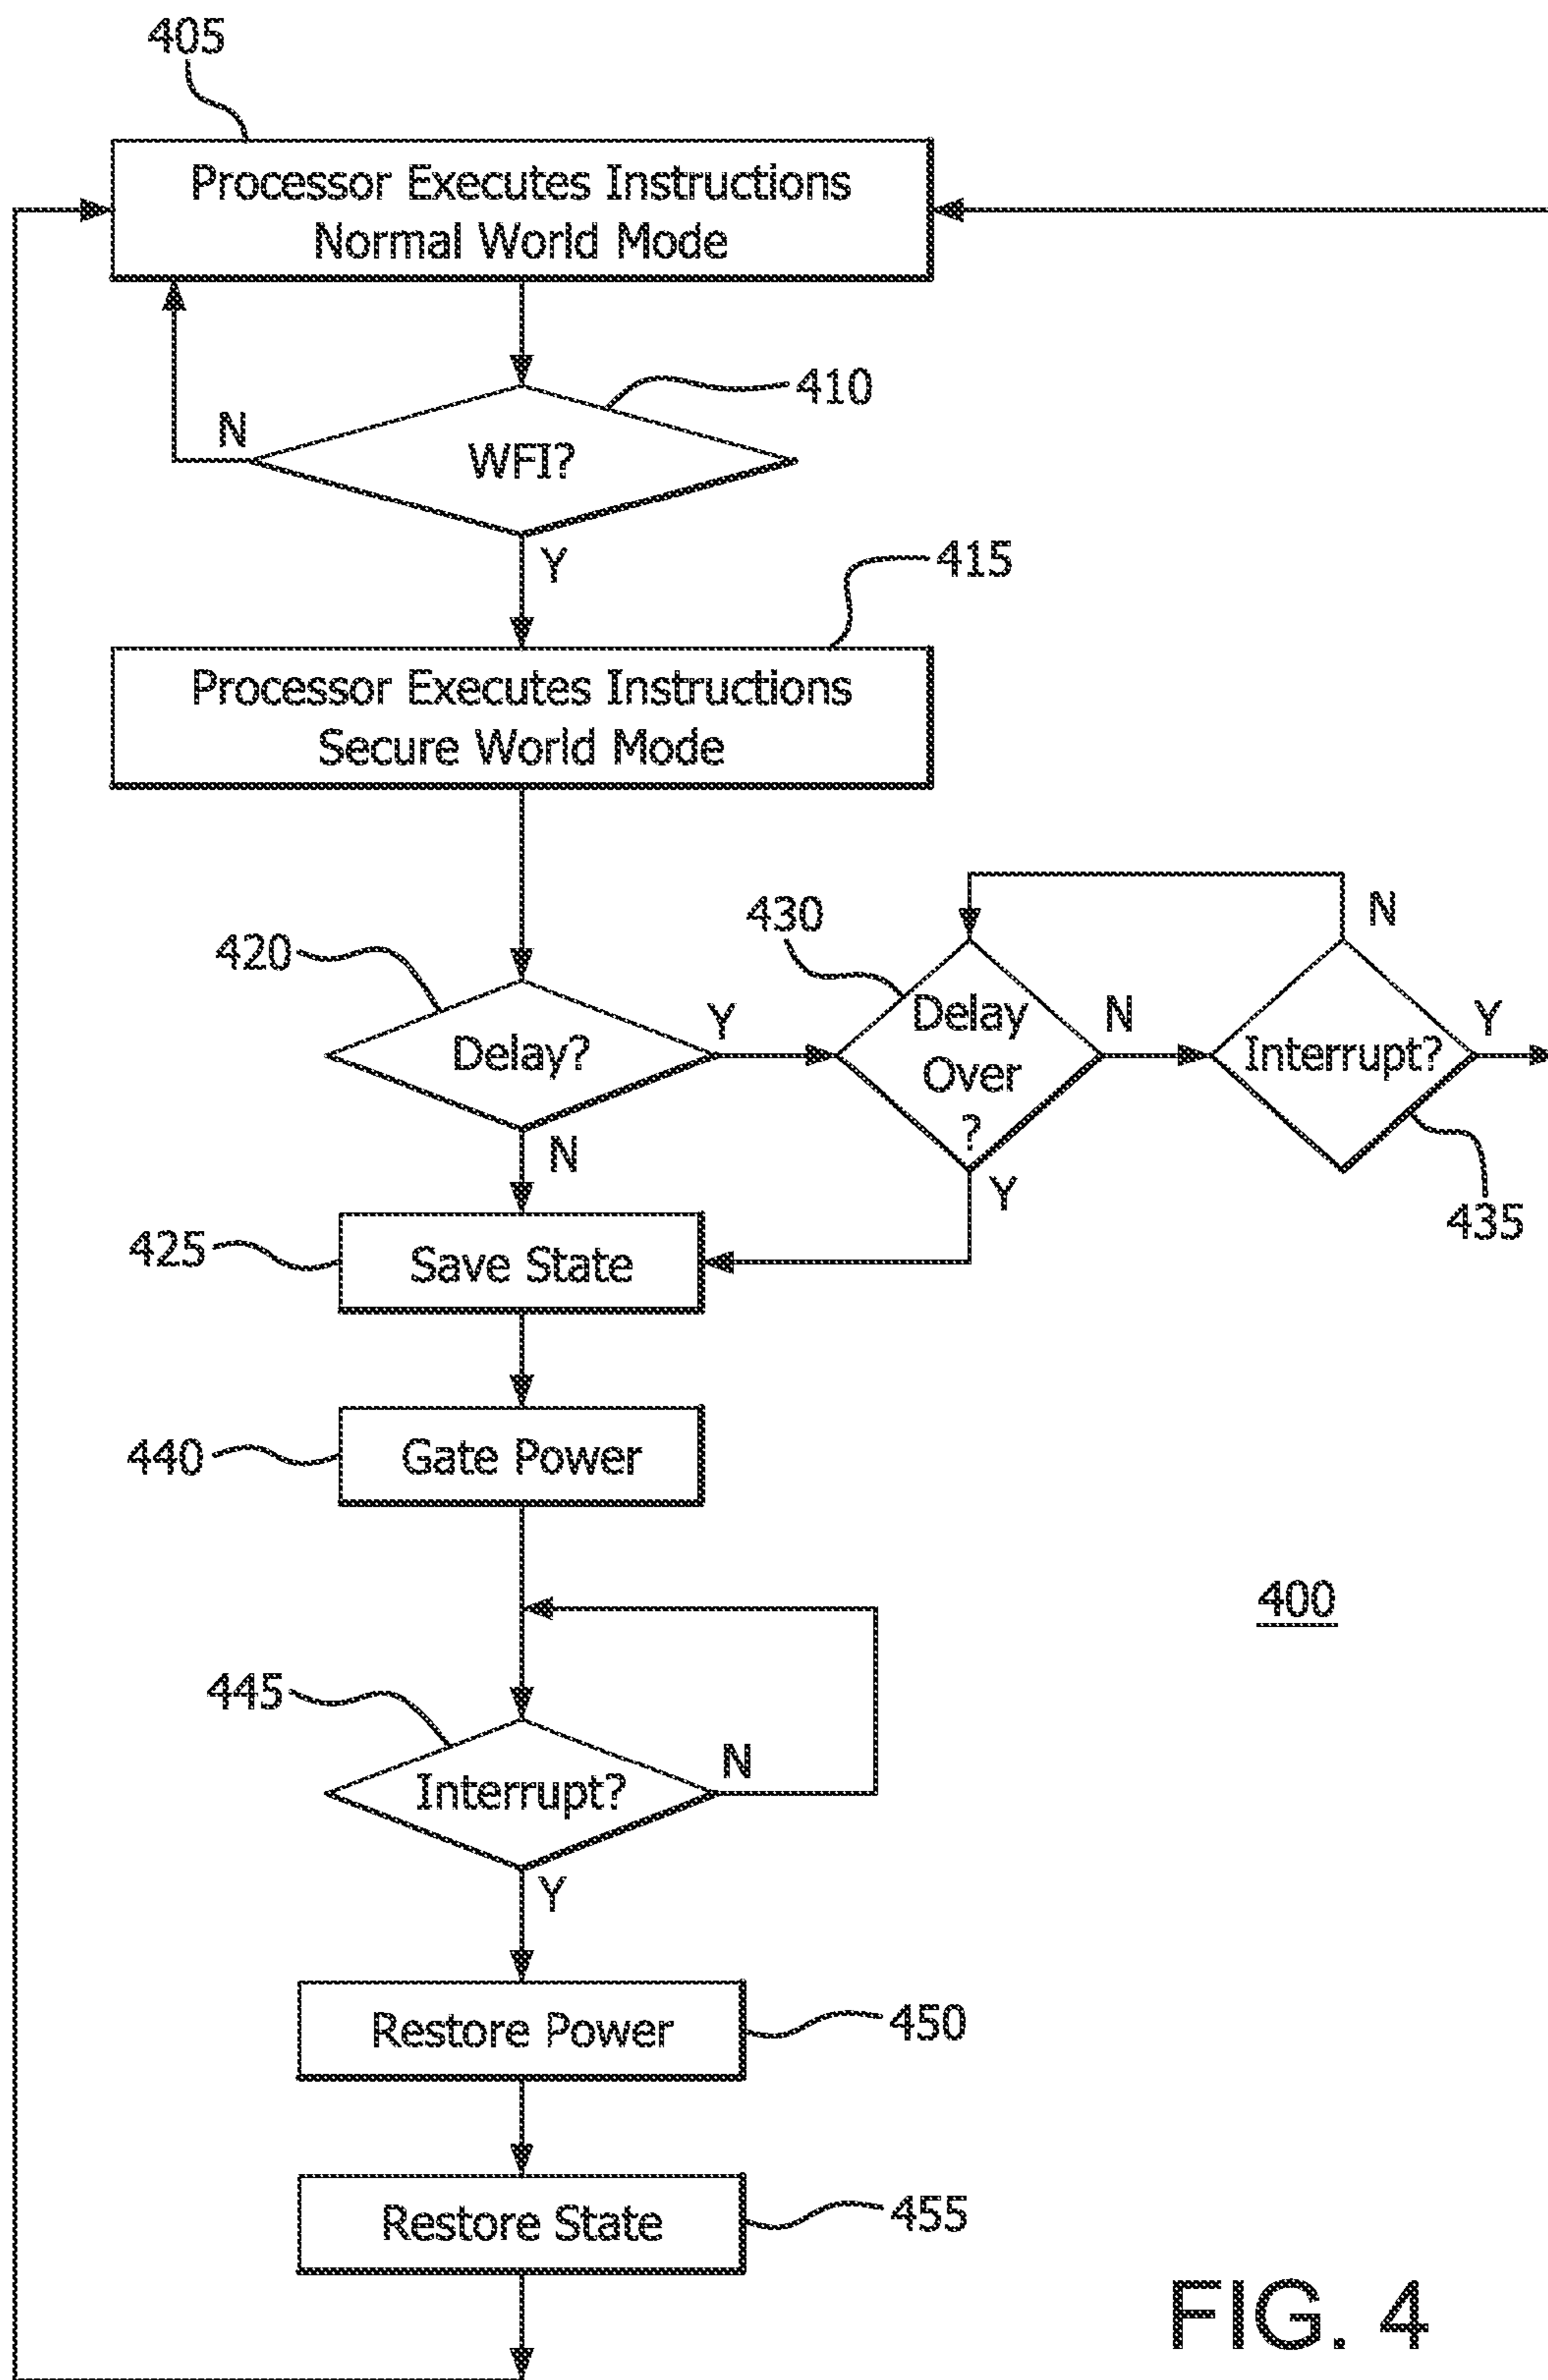 405
Processor Executes Instructions
Normal World Mode
410
N
WFI?
Y
415
Processor Executes Instructions
Secure World Mode
420
Delay?
Y
430
Delay
Over
?
N
N
Interrupt?
Y
435
N
Y
425
Save State
440
Gate Power
400
445
Interrupt?
N
Y
Restore Power
450
Restore State
455
FIG. 4